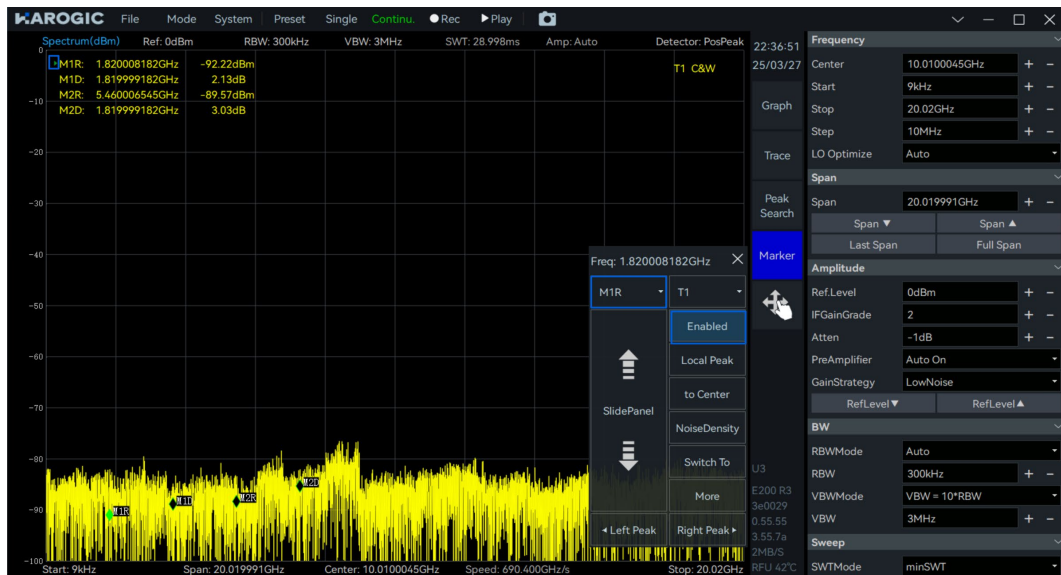 HAROGIC File Mode System Preset Single Continu. Rec Play
Spectrum(dBm) Ref: 0dBm RBW: 300kHz VBW: 3MHz SWT: 28.998ms Amp: Auto Detector: PosPeak
M1R: 1.820008182GHz -92.22dBm
M1D: 1.819999182GHz 2.13dB
M2R: 5.460006545GHz -89.57dBm
M2D: 1.819999182GHz 3.03dB
T1 C&W
0
-10
-20
-30
-40
-50
-60
-70
-80
-90
-100
M1R
M1D
M2R
M2D
Start: 9kHz Span: 20.019991GHz Center: 10.0100045GHz Speed: 690.400GHz/s Stop: 20.02GHz
Freq: 1.820008182GHz
M1R T1
Enabled
Local Peak
to Center
SlidePanel
NoiseDensity
Switch To
More
Left Peak Right Peak
22:36:51
25/03/27
Graph
Trace
Peak
Search
Marker
U3
E200 R3
3e0029
0.55.55
3.55.7a
2MB/S
RFU 42°C
Frequency
Center 10.0100045GHz + -
Start 9kHz + -
Stop 20.02GHz + -
Step 10MHz + -
LO Optimize Auto
Span
Span 20.019991GHz + -
Span ▼ Span ▲
Last Span Full Span
Amplitude
Ref.Level 0dBm + -
IFGainGrade 2 + -
Atten -1dB + -
PreAmplifier Auto On
GainStrategy LowNoise
RefLevel ▼ RefLevel ▲
BW
RBWMode Auto
RBW 300kHz + -
VBWMode VBW = 10*RBW
VBW 3MHz + -
Sweep
SWTMode minSWT